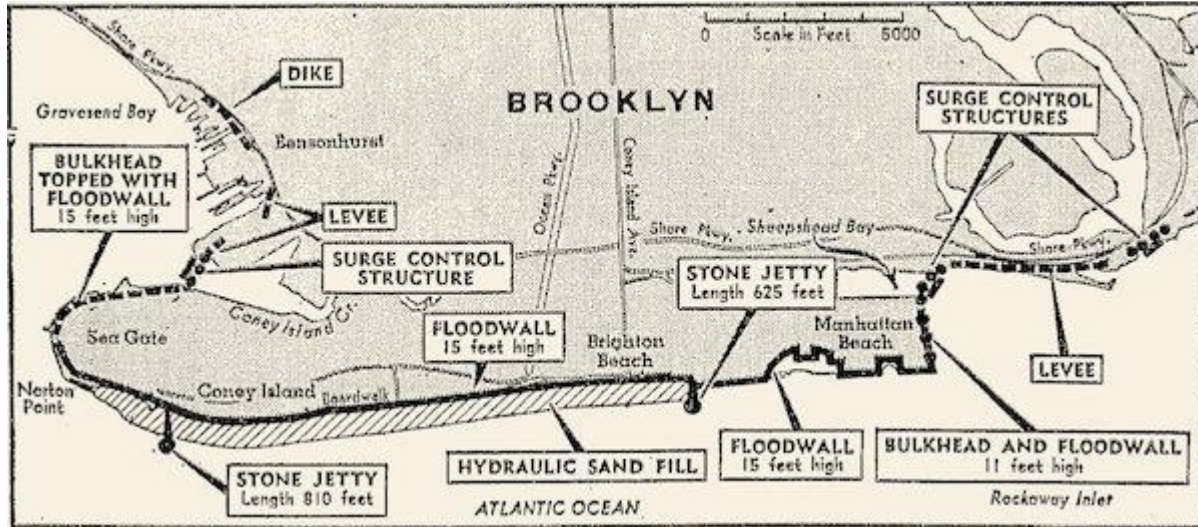 Shore Pkwy.
0 5000
Scale in Feet
DIKE
BROOKLYN
SURGE CONTROL
STRUCTURES
Gravesend Bay
Bensonhurst
BULKHEAD
TOPPED WITH
FLOODWALL
15 feet high
Ocean Pkwy.
Coney Island Ave.
LEVEE
Shore Pkwy.
Sheepshead Bay
Shore Pkwy.
SURGE CONTROL
STRUCTURE
STONE JETTY
Length 625 feet
Coney Island Cr.
Sea Gate
FLOODWALL
15 feet high
Brighton
Beach
Manhattan
Beach
LEVEE
Norton
Point
Coney Island
Boardwalk
HYDRAULIC SAND FILL
FLOODWALL
15 feet high
BULKHEAD AND FLOODWALL
11 feet high
STONE JETTY
Length 810 feet
ATLANTIC OCEAN
Rockaway Inlet